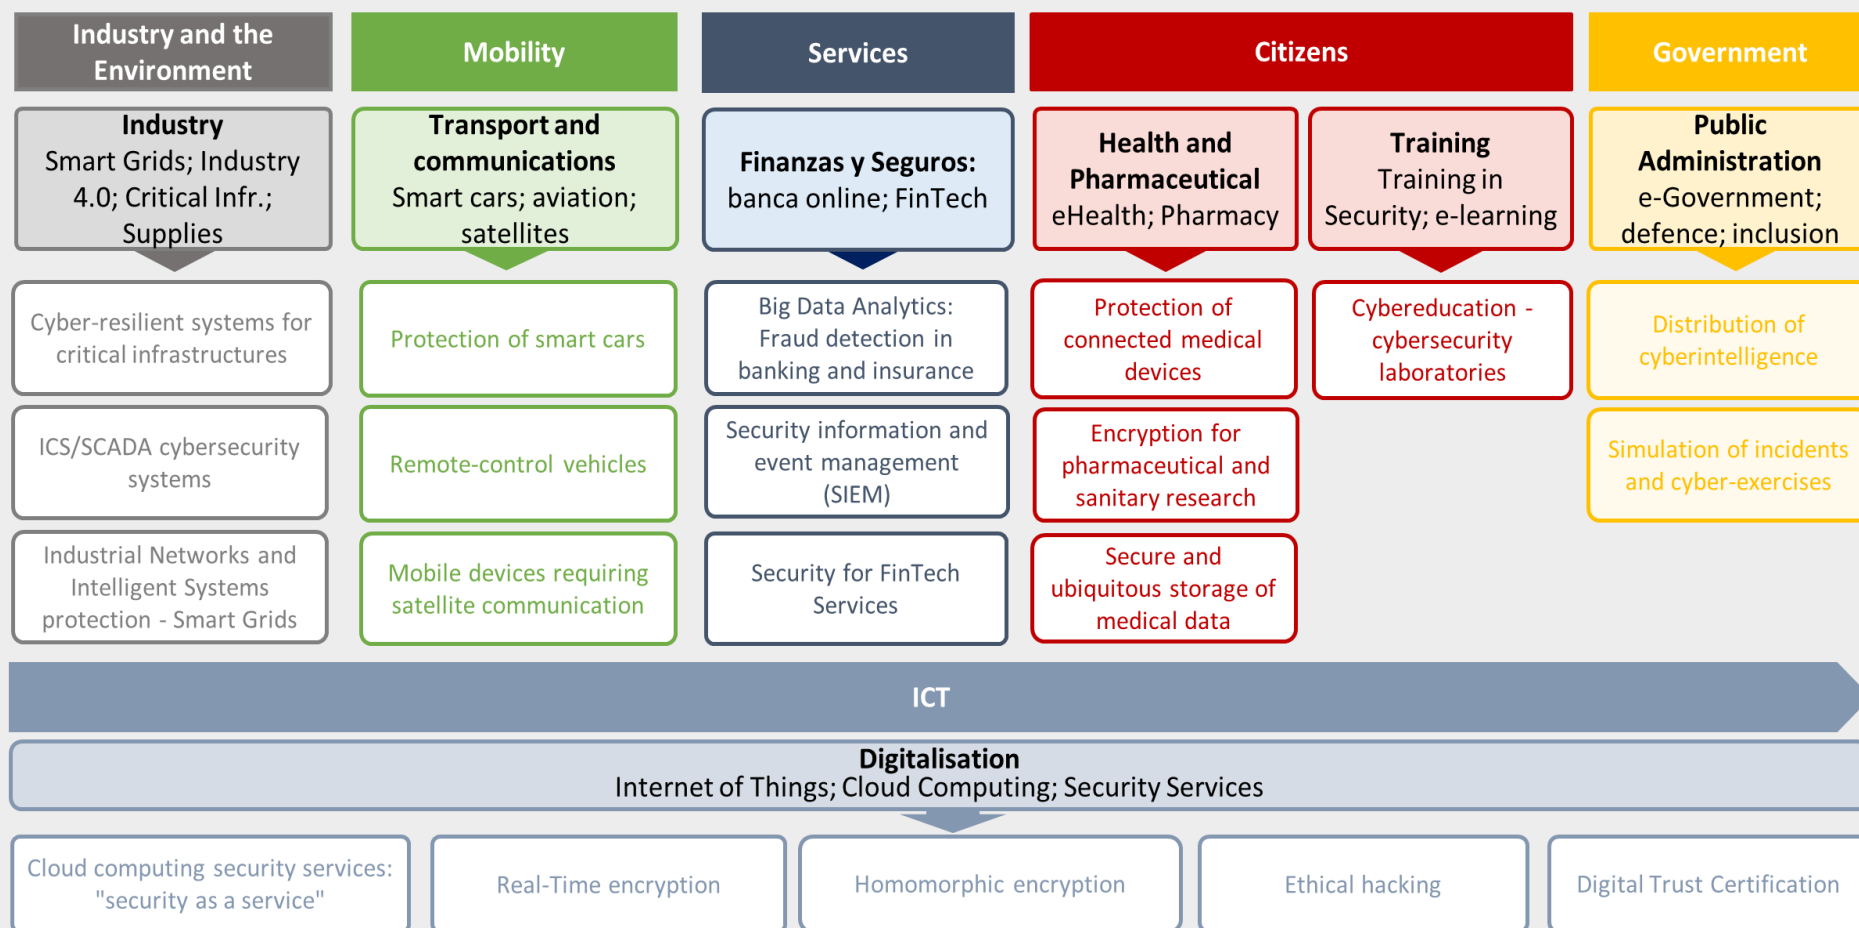 Industry and the
Environment
Mobility
Services
Citizens
Government
Industry
Smart Grids; Industry
4.0; Critical Infr.;
Supplies
Transport and
communications
Smart cars; aviation;
satellites
Finanzas y Seguros:
banca online; FinTech
Health and
Pharmaceutical
eHealth; Pharmacy
Training
Training in
Security; e-learning
Public
Administration
e-Government;
defence; inclusion
Cyber-resilient systems for
critical infrastructures
Protection of smart cars
Big Data Analytics:
Fraud detection in
banking and insurance
Protection of
connected medical
devices
Cybereducation -
cybersecurity
laboratories
Distribution of
cyberintelligence
ICS/SCADA cybersecurity
systems
Remote-control vehicles
Security information and
event management
(SIEM)
Encryption for
pharmaceutical and
sanitary research
Simulation of incidents
and cyber-exercises
Industrial Networks and
Intelligent Systems
protection - Smart Grids
Mobile devices requiring
satellite communication
Security for FinTech
Services
Secure and
ubiquitous storage of
medical data
ICT
Digitalisation
Internet of Things; Cloud Computing; Security Services
Cloud computing security services:
"security as a service"
Real-Time encryption
Homomorphic encryption
Ethical hacking
Digital Trust Certification